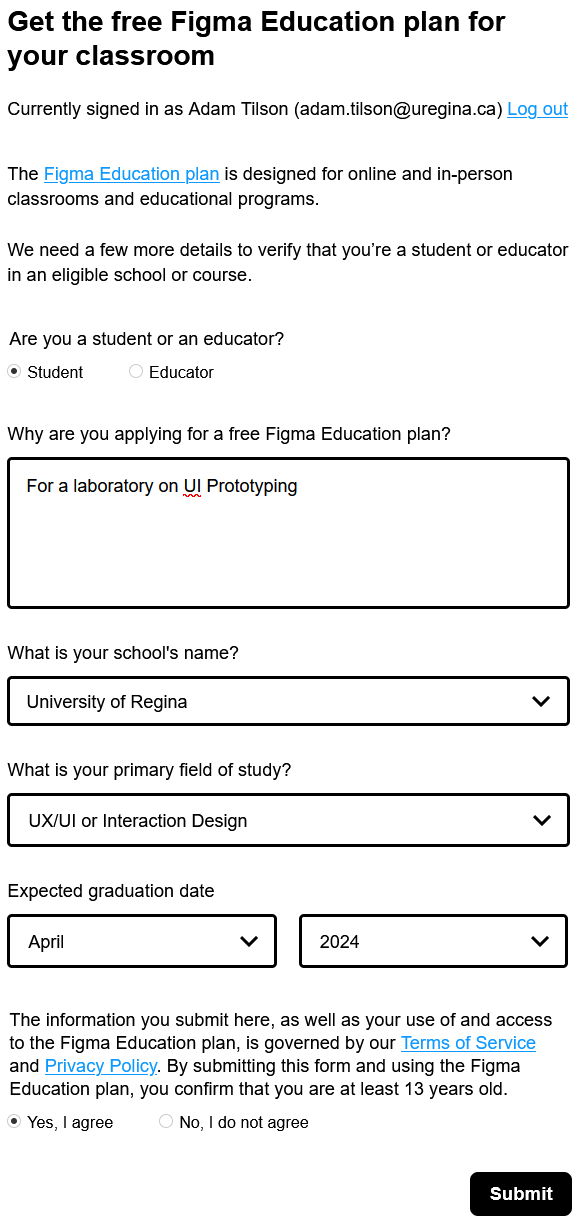 Get the free Figma Education plan for
your classroom
Currently signed in as Adam Tilson (adam.tilson@uregina.ca) Log out
The Figma Education plan is designed for online and in-person
classrooms and educational programs.
We need a few more details to verify that you’re a student or educator
in an eligible school or course.
Are you a student or an educator?
Student Educator
Why are you applying for a free Figma Education plan?
For a laboratory on UI Prototyping
What is your school's name?
University of Regina
What is your primary field of study?
UX/UI or Interaction Design
Expected graduation date
April 2024
The information you submit here, as well as your use of and access
to the Figma Education plan, is governed by our Terms of Service
and Privacy Policy. By submitting this form and using the Figma
Education plan, you confirm that you are at least 13 years old.
Yes, I agree No, I do not agree
Submit